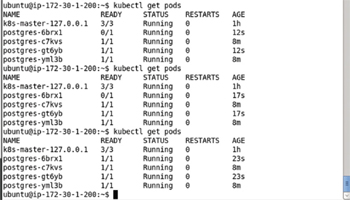 ubuntu@ip-172-30-1-200:~$ kubectl get pods
NAME READY STATUS RESTARTS AGE
k8s-master-127.0.0.1 3/3 Running 0 1h
postgres-6brx1 0/1 Running 0 12s
postgres-c7kvs 1/1 Running 0 8m
postgres-gt6yb 1/1 Running 0 12s
postgres-yml3b 1/1 Running 0 8m
ubuntu@ip-172-30-1-200:~$ kubectl get pods
NAME READY STATUS RESTARTS AGE
k8s-master-127.0.0.1 3/3 Running 0 1h
postgres-6brx1 0/1 Running 0 17s
postgres-c7kvs 1/1 Running 0 8m
postgres-gt6yb 1/1 Running 0 17s
postgres-yml3b 1/1 Running 0 8m
ubuntu@ip-172-30-1-200:~$ kubectl get pods
NAME READY STATUS RESTARTS AGE
k8s-master-127.0.0.1 3/3 Running 0 1h
postgres-6brx1 1/1 Running 0 23s
postgres-c7kvs 1/1 Running 0 8m
postgres-gt6yb 1/1 Running 0 23s
postgres-yml3b 1/1 Running 0 8m
ubuntu@ip-172-30-1-200:~$